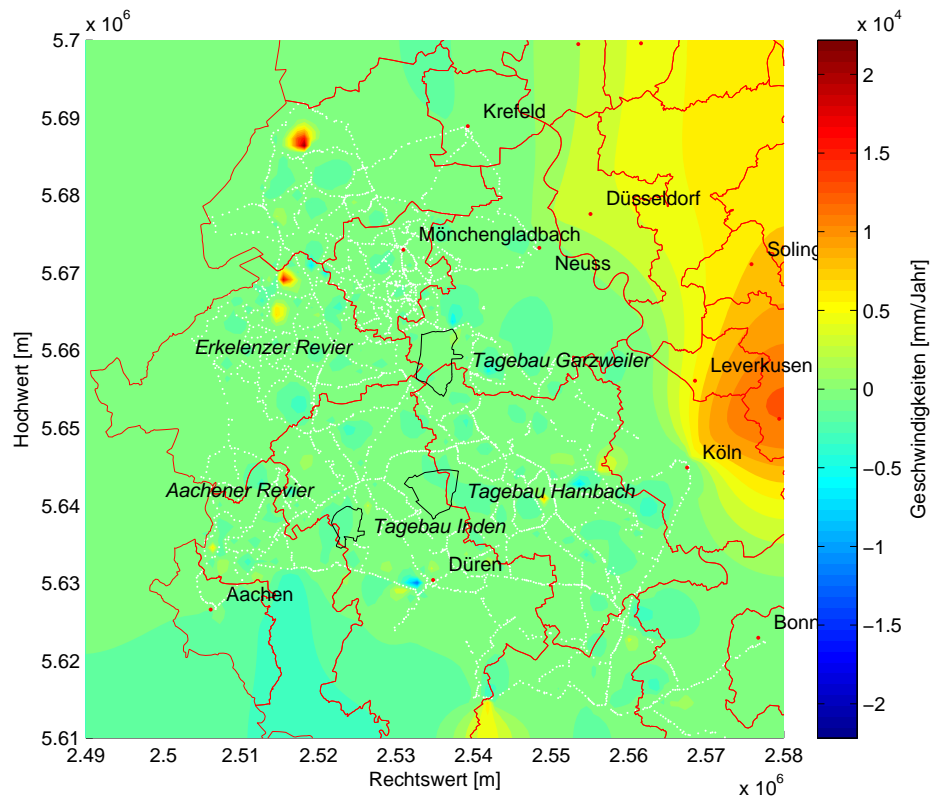 x 10^6
x 10^4
5.7
5.69
5.68
5.67
5.66
5.65
5.64
5.63
5.62
5.61
Hochwert [m]
Krefeld
Düsseldorf
Mönchengladbach
Neuss
Soling
Erkelenzer Revier
Tagebau Garzweiler
Leverkusen
Köln
Aachener Revier
Tagebau Hambach
Tagebau Inden
Düren
Aachen
Bonn
2.49
2.5
2.51
2.52
2.53
2.54
2.55
2.56
2.57
2.58
Rechtswert [m]
x 10^6
2
1.5
1
0.5
0
−0.5
−1
−1.5
−2
Geschwindigkeiten [mm/Jahr]